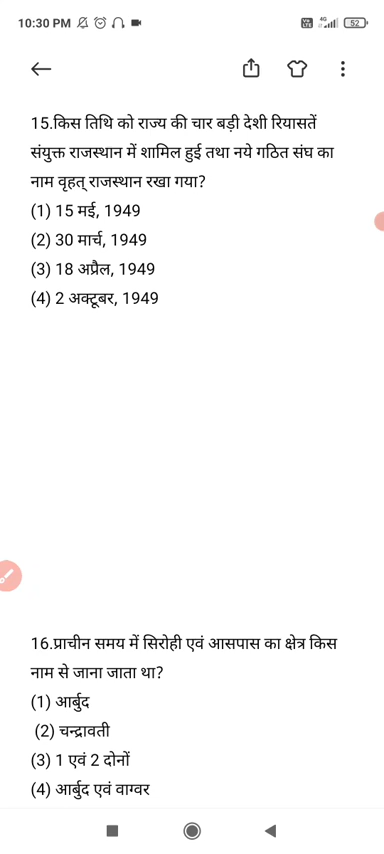 10:30 PM
4G
52
15.किस तिथि को राज्य की चार बड़ी देशी रियासतें
संयुक्त राजस्थान में शामिल हुई तथा नये गठित संघ का
नाम वृहत् राजस्थान रखा गया?
(1) 15 मई, 1949
(2) 30 मार्च, 1949
(3) 18 अप्रैल, 1949
(4) 2 अक्टूबर, 1949
16.प्राचीन समय में सिरोही एवं आसपास का क्षेत्र किस
नाम से जाना जाता था?
(1) आर्बुद
(2) चन्द्रावती
(3) 1 एवं 2 दोनों
(4) आर्बुद एवं वाग्वर